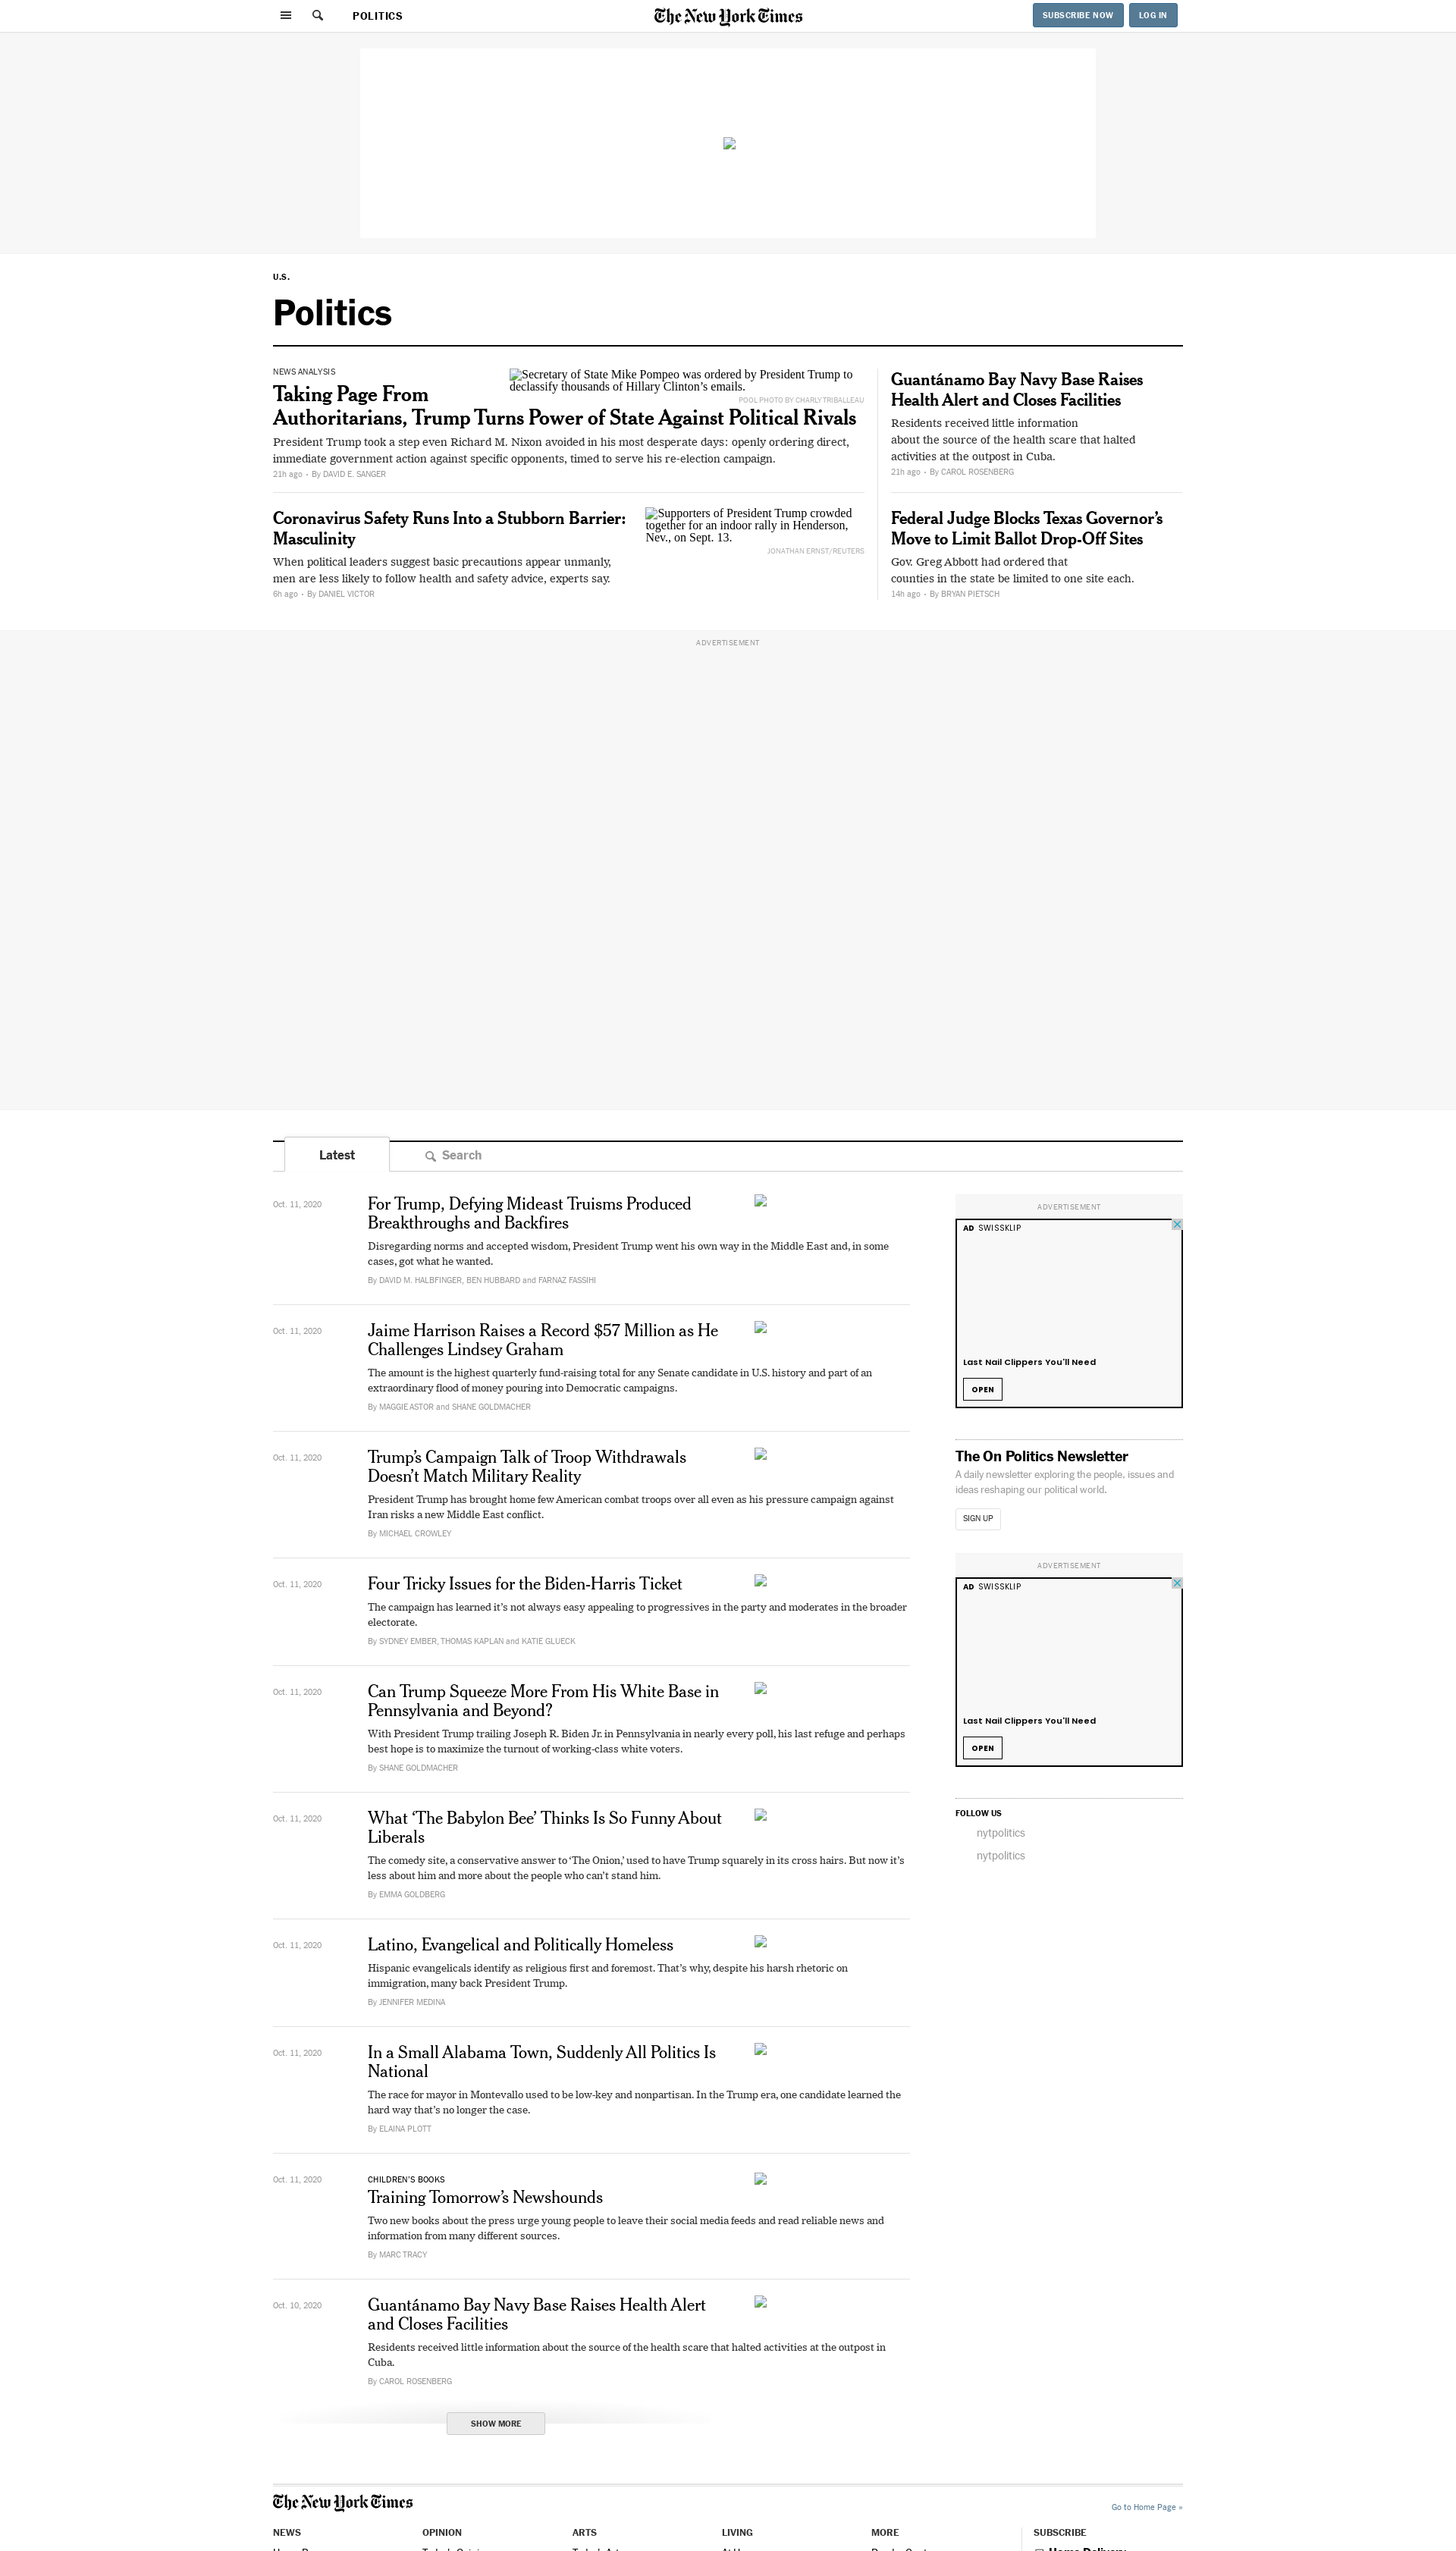 POLITICS
The New York Times
SUBSCRIBE NOW
LOG IN
U.S.
Politics
NEWS ANALYSIS
Taking Page From
Authoritarians, Trump Turns Power of State Against Political Rivals
Secretary of State Mike Pompeo was ordered by President Trump to
declassify thousands of Hillary Clinton’s emails.
POOL PHOTO BY CHARLY TRIBALLEAU
President Trump took a step even Richard M. Nixon avoided in his most desperate days: openly ordering direct,
immediate government action against specific opponents, timed to serve his re-election campaign.
21h ago • By DAVID E. SANGER
Guantánamo Bay Navy Base Raises
Health Alert and Closes Facilities
Residents received little information
about the source of the health scare that halted
activities at the outpost in Cuba.
21h ago • By CAROL ROSENBERG
Coronavirus Safety Runs Into a Stubborn Barrier:
Masculinity
When political leaders suggest basic precautions appear unmanly,
men are less likely to follow health and safety advice, experts say.
6h ago • By DANIEL VICTOR
Supporters of President Trump crowded
together for an indoor rally in Henderson,
Nev., on Sept. 13.
JONATHAN ERNST/REUTERS
Federal Judge Blocks Texas Governor’s
Move to Limit Ballot Drop-Off Sites
Gov. Greg Abbott had ordered that
counties in the state be limited to one site each.
14h ago • By BRYAN PIETSCH
ADVERTISEMENT
Latest
Search
Oct. 11, 2020
For Trump, Defying Mideast Truisms Produced
Breakthroughs and Backfires
Disregarding norms and accepted wisdom, President Trump went his own way in the Middle East and, in some
cases, got what he wanted.
By DAVID M. HALBFINGER, BEN HUBBARD and FARNAZ FASSIHI
Oct. 11, 2020
Jaime Harrison Raises a Record $57 Million as He
Challenges Lindsey Graham
The amount is the highest quarterly fund-raising total for any Senate candidate in U.S. history and part of an
extraordinary flood of money pouring into Democratic campaigns.
By MAGGIE ASTOR and SHANE GOLDMACHER
Oct. 11, 2020
Trump’s Campaign Talk of Troop Withdrawals
Doesn’t Match Military Reality
President Trump has brought home few American combat troops over all even as his pressure campaign against
Iran risks a new Middle East conflict.
By MICHAEL CROWLEY
Oct. 11, 2020
Four Tricky Issues for the Biden-Harris Ticket
The campaign has learned it’s not always easy appealing to progressives in the party and moderates in the broader
electorate.
By SYDNEY EMBER, THOMAS KAPLAN and KATIE GLUECK
Oct. 11, 2020
Can Trump Squeeze More From His White Base in
Pennsylvania and Beyond?
With President Trump trailing Joseph R. Biden Jr. in Pennsylvania in nearly every poll, his last refuge and perhaps
best hope is to maximize the turnout of working-class white voters.
By SHANE GOLDMACHER
Oct. 11, 2020
What ‘The Babylon Bee’ Thinks Is So Funny About
Liberals
The comedy site, a conservative answer to ‘The Onion,’ used to have Trump squarely in its cross hairs. But now it’s
less about him and more about the people who can’t stand him.
By EMMA GOLDBERG
Oct. 11, 2020
Latino, Evangelical and Politically Homeless
Hispanic evangelicals identify as religious first and foremost. That’s why, despite his harsh rhetoric on
immigration, many back President Trump.
By JENNIFER MEDINA
Oct. 11, 2020
In a Small Alabama Town, Suddenly All Politics Is
National
The race for mayor in Montevallo used to be low-key and nonpartisan. In the Trump era, one candidate learned the
hard way that’s no longer the case.
By ELAINA PLOTT
Oct. 11, 2020
CHILDREN’S BOOKS
Training Tomorrow’s Newshounds
Two new books about the press urge young people to leave their social media feeds and read reliable news and
information from many different sources.
By MARC TRACY
Oct. 10, 2020
Guantánamo Bay Navy Base Raises Health Alert
and Closes Facilities
Residents received little information about the source of the health scare that halted activities at the outpost in
Cuba.
By CAROL ROSENBERG
SHOW MORE
ADVERTISEMENT
AD SWISSKLIP
Last Nail Clippers You'll Need
OPEN
The On Politics Newsletter
A daily newsletter exploring the people, issues and
ideas reshaping our political world.
SIGN UP
ADVERTISEMENT
AD SWISSKLIP
Last Nail Clippers You'll Need
OPEN
FOLLOW US
nytpolitics
nytpolitics
The New York Times
Go to Home Page »
NEWS
OPINION
ARTS
LIVING
MORE
SUBSCRIBE